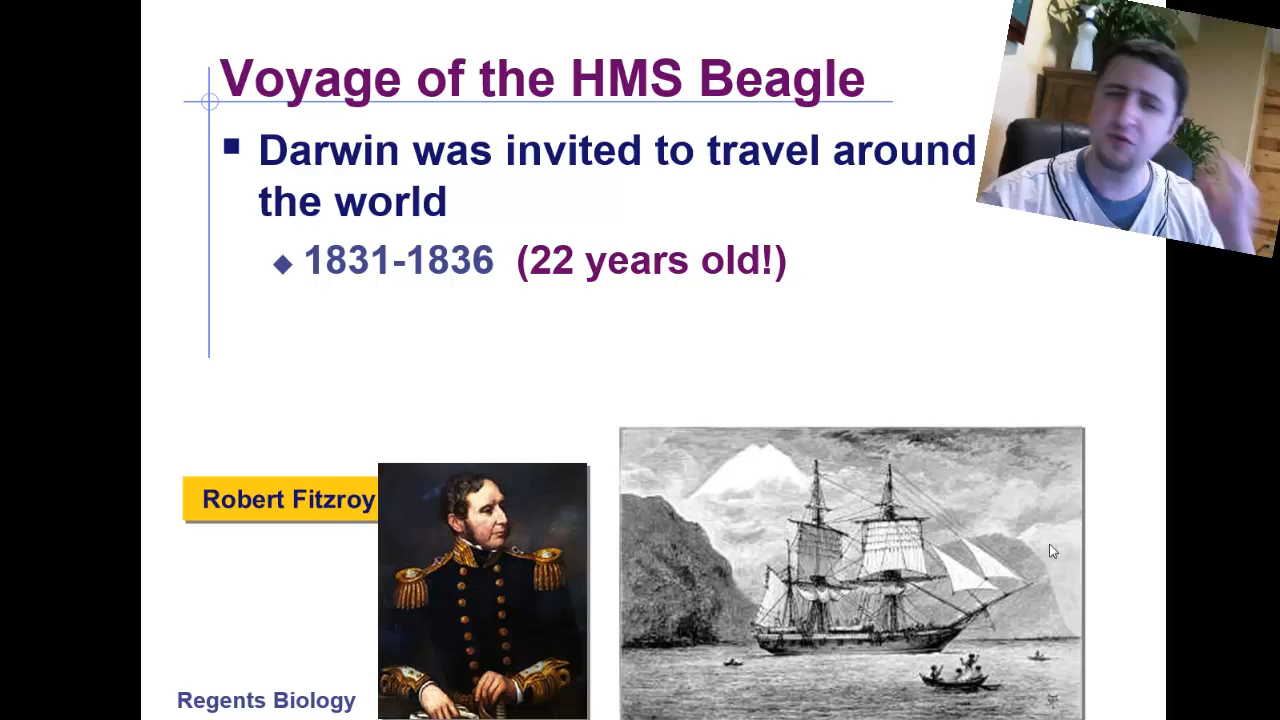 Voyage of the HMS Beagle
Darwin was invited to travel around
the world
1831-1836 (22 years old!)
Robert Fitzroy
Regents Biology